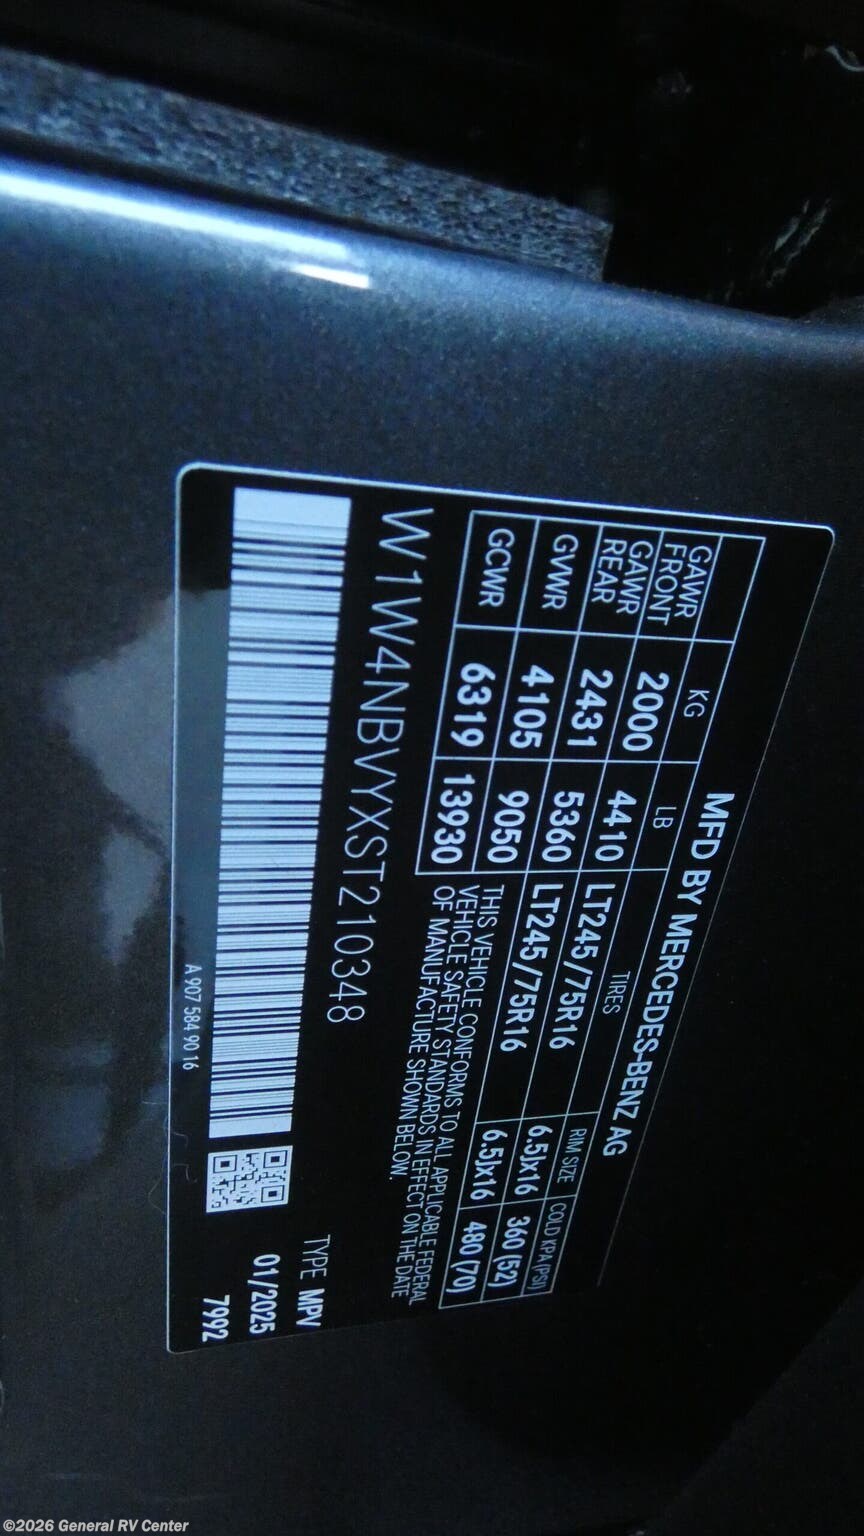 MFD BY MERCEDES-BENZ AG
KG LB TIRES RIM SIZE COLD KPA (PSI)
GAWR FRONT 2000 4410 LT245/75R16 6.5Jx16 360 (52)
GAWR REAR 2431 5360 LT245/75R16 6.5Jx16 480 (70)
GVWR 4105 9050
GCWR 6319 13930
THIS VEHICLE CONFORMS TO ALL APPLICABLE FEDERAL
VEHICLE SAFETY STANDARDS IN EFFECT ON THE DATE
OF MANUFACTURE SHOWN BELOW.
W1W4NBVYXST210348
TYPE MPV
01/2025
7992
A 907 584 90 16
©2026 General RV Center